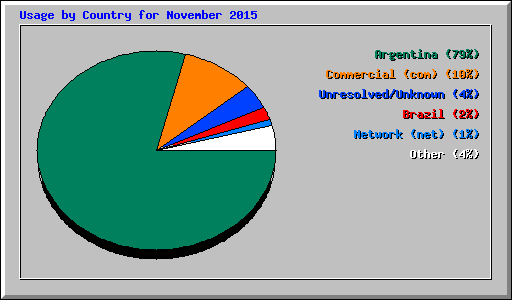 Usage by Country for November 2015
Argentina (79%)
Commercial (com) (10%)
Unresolved/Unknown (4%)
Brazil (2%)
Network (net) (1%)
Other (4%)